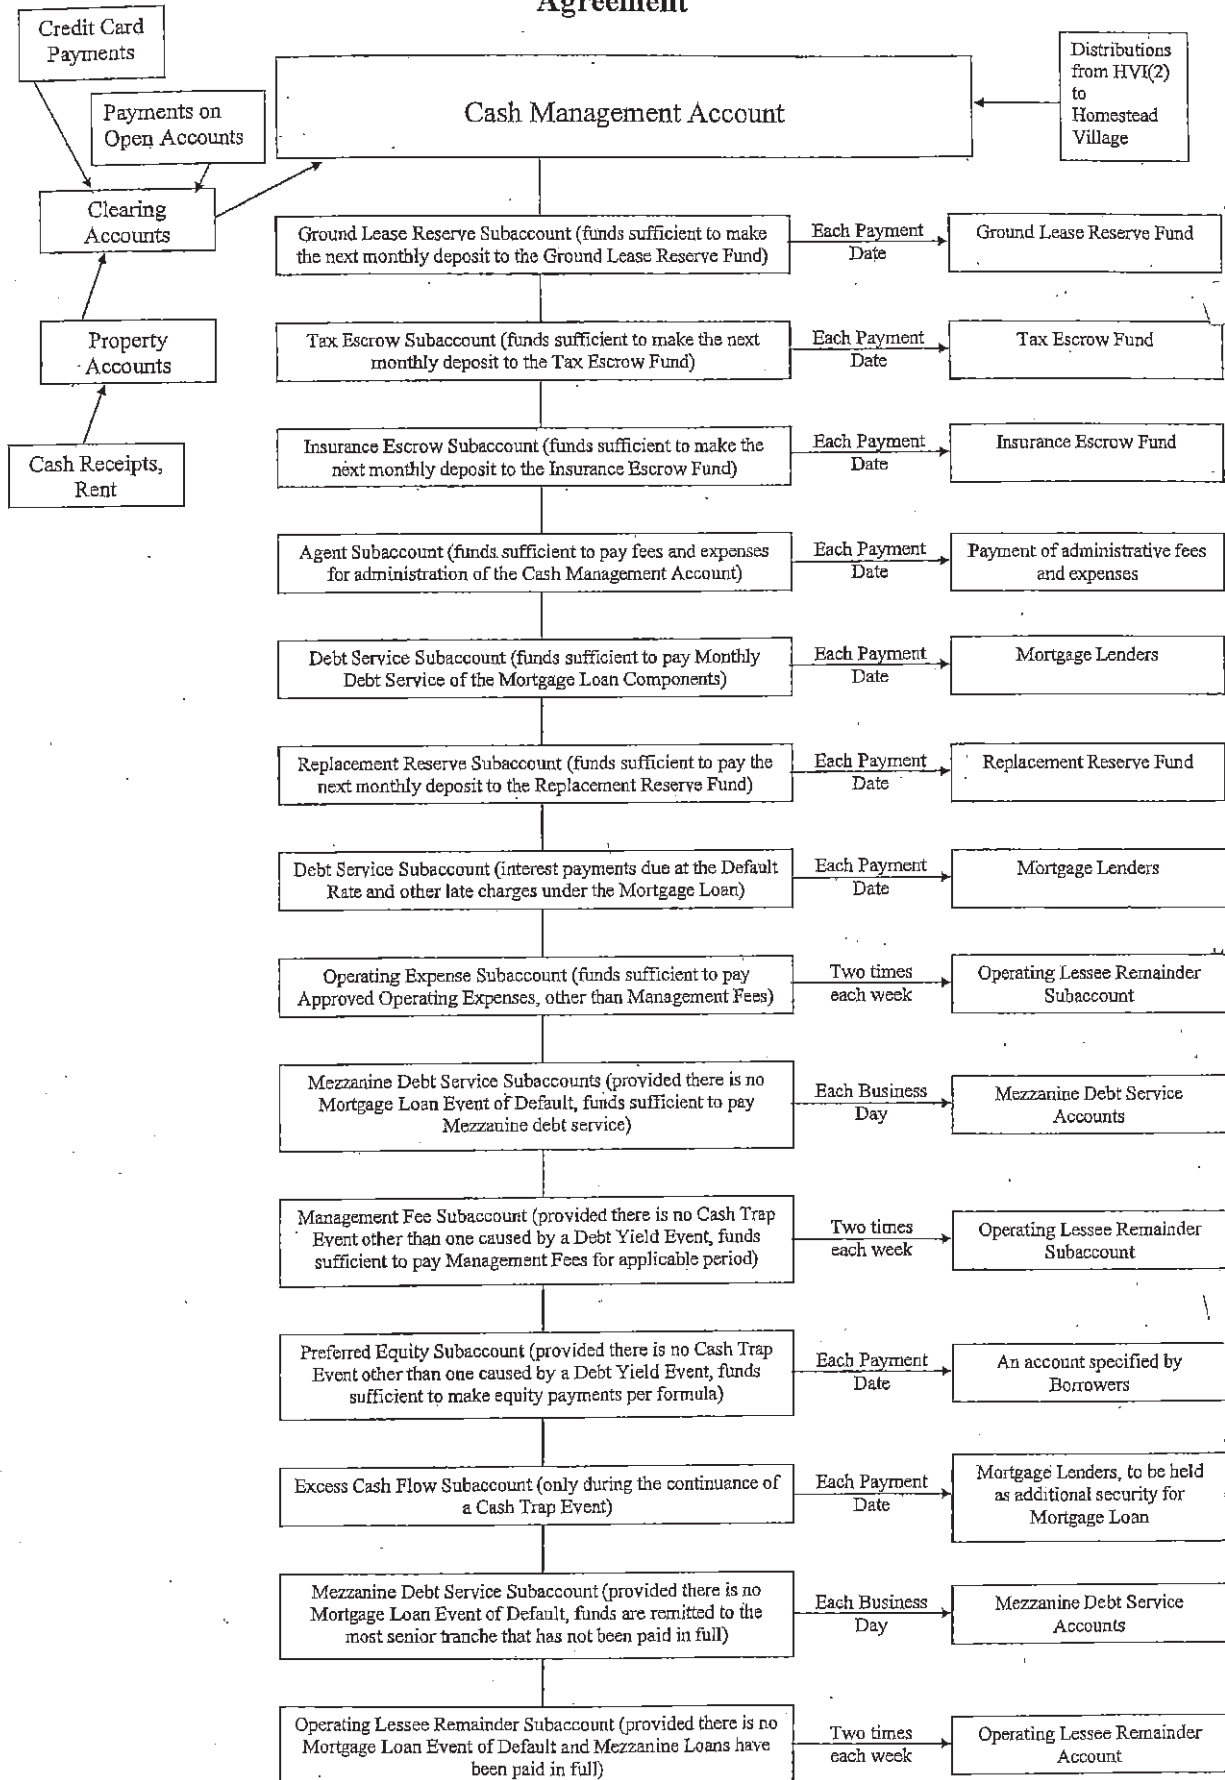 Agreement
Credit Card
Payments
Payments on
Open Accounts
Clearing
Accounts
Property
Accounts
Cash Receipts,
Rent
Cash Management Account
Distributions
from HVI(2)
to
Homestead
Village
Ground Lease Reserve Subaccount (funds sufficient to make
the next monthly deposit to the Ground Lease Reserve Fund)
Each Payment
Date
Ground Lease Reserve Fund
Tax Escrow Subaccount (funds sufficient to make the next
monthly deposit to the Tax Escrow Fund)
Each Payment
Date
Tax Escrow Fund
Insurance Escrow Subaccount (funds sufficient to make the
next monthly deposit to the Insurance Escrow Fund)
Each Payment
Date
Insurance Escrow Fund
Agent Subaccount (funds sufficient to pay fees and expenses
for administration of the Cash Management Account)
Each Payment
Date
Payment of administrative fees
and expenses
Debt Service Subaccount (funds sufficient to pay Monthly
Debt Service of the Mortgage Loan Components)
Each Payment
Date
Mortgage Lenders
Replacement Reserve Subaccount (funds sufficient to pay the
next monthly deposit to the Replacement Reserve Fund)
Each Payment
Date
Replacement Reserve Fund
Debt Service Subaccount (interest payments due at the Default
Rate and other late charges under the Mortgage Loan)
Each Payment
Date
Mortgage Lenders
Operating Expense Subaccount (funds sufficient to pay
Approved Operating Expenses, other than Management Fees)
Two times
each week
Operating Lessee Remainder
Subaccount
Mezzanine Debt Service Subaccounts (provided there is no
Mortgage Loan Event of Default, funds sufficient to pay
Mezzanine debt service)
Each Business
Day
Mezzanine Debt Service
Accounts
Management Fee Subaccount (provided there is no Cash Trap
Event other than one caused by a Debt Yield Event, funds
sufficient to pay Management Fees for applicable period)
Two times
each week
Operating Lessee Remainder
Subaccount
Preferred Equity Subaccount (provided there is no Cash Trap
Event other than one caused by a Debt Yield Event, funds
sufficient to make equity payments per formula)
Each Payment
Date
An account specified by
Borrowers
Excess Cash Flow Subaccount (only during the continuance of
a Cash Trap Event)
Each Payment
Date
Mortgage Lenders, to be held
as additional security for
Mortgage Loan
Mezzanine Debt Service Subaccount (provided there is no
Mortgage Loan Event of Default, funds are remitted to the
most senior tranche that has not been paid in full)
Each Business
Day
Mezzanine Debt Service
Accounts
Operating Lessee Remainder Subaccount (provided there is no
Mortgage Loan Event of Default and Mezzanine Loans have
been paid in full)
Two times
each week
Operating Lessee Remainder
Account